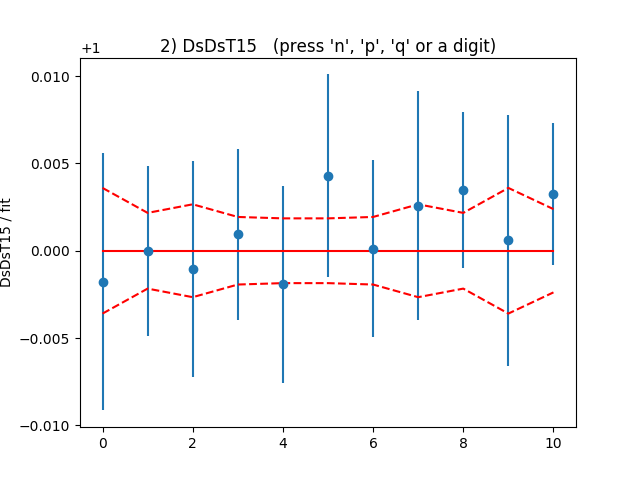 2) DsDsT15   (press 'n', 'p', 'q' or a digit)
+1
0.010
0.005
0.000
−0.005
−0.010
DsDsT15 / fit
0 2 4 6 8 10